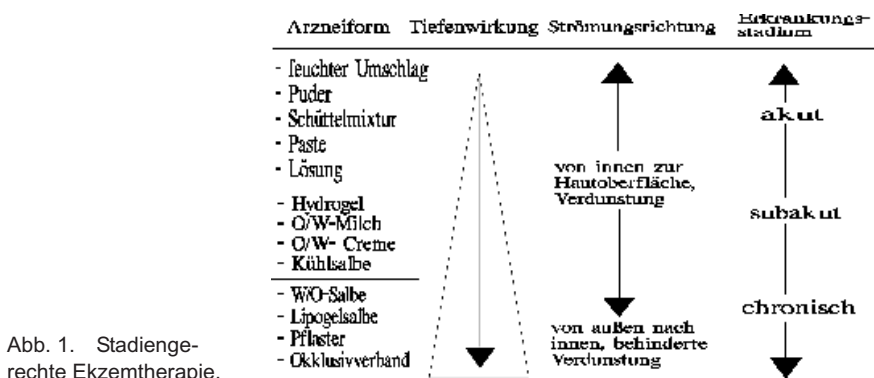 Arzneiform Tiefenwirkung Strömungsrichtung Erkrankungs-
stadium
- feuchter Umschlag
- Puder
- Schüttelmixtur
- Paste
- Lösung
- Hydrogel
- O/W-Milch
- O/W- Creme
- Kühlsalbe
- W/O-Salbe
- Lipogelsalbe
- Pflaster
- Okklusivverband
von innen zur
Hautoberfläche,
Verdunstung
von außen nach
innen, behinderte
Verdunstung
akut
subakut
chronisch
Abb. 1. Stadienge-
rechte Ekzemtherapie.